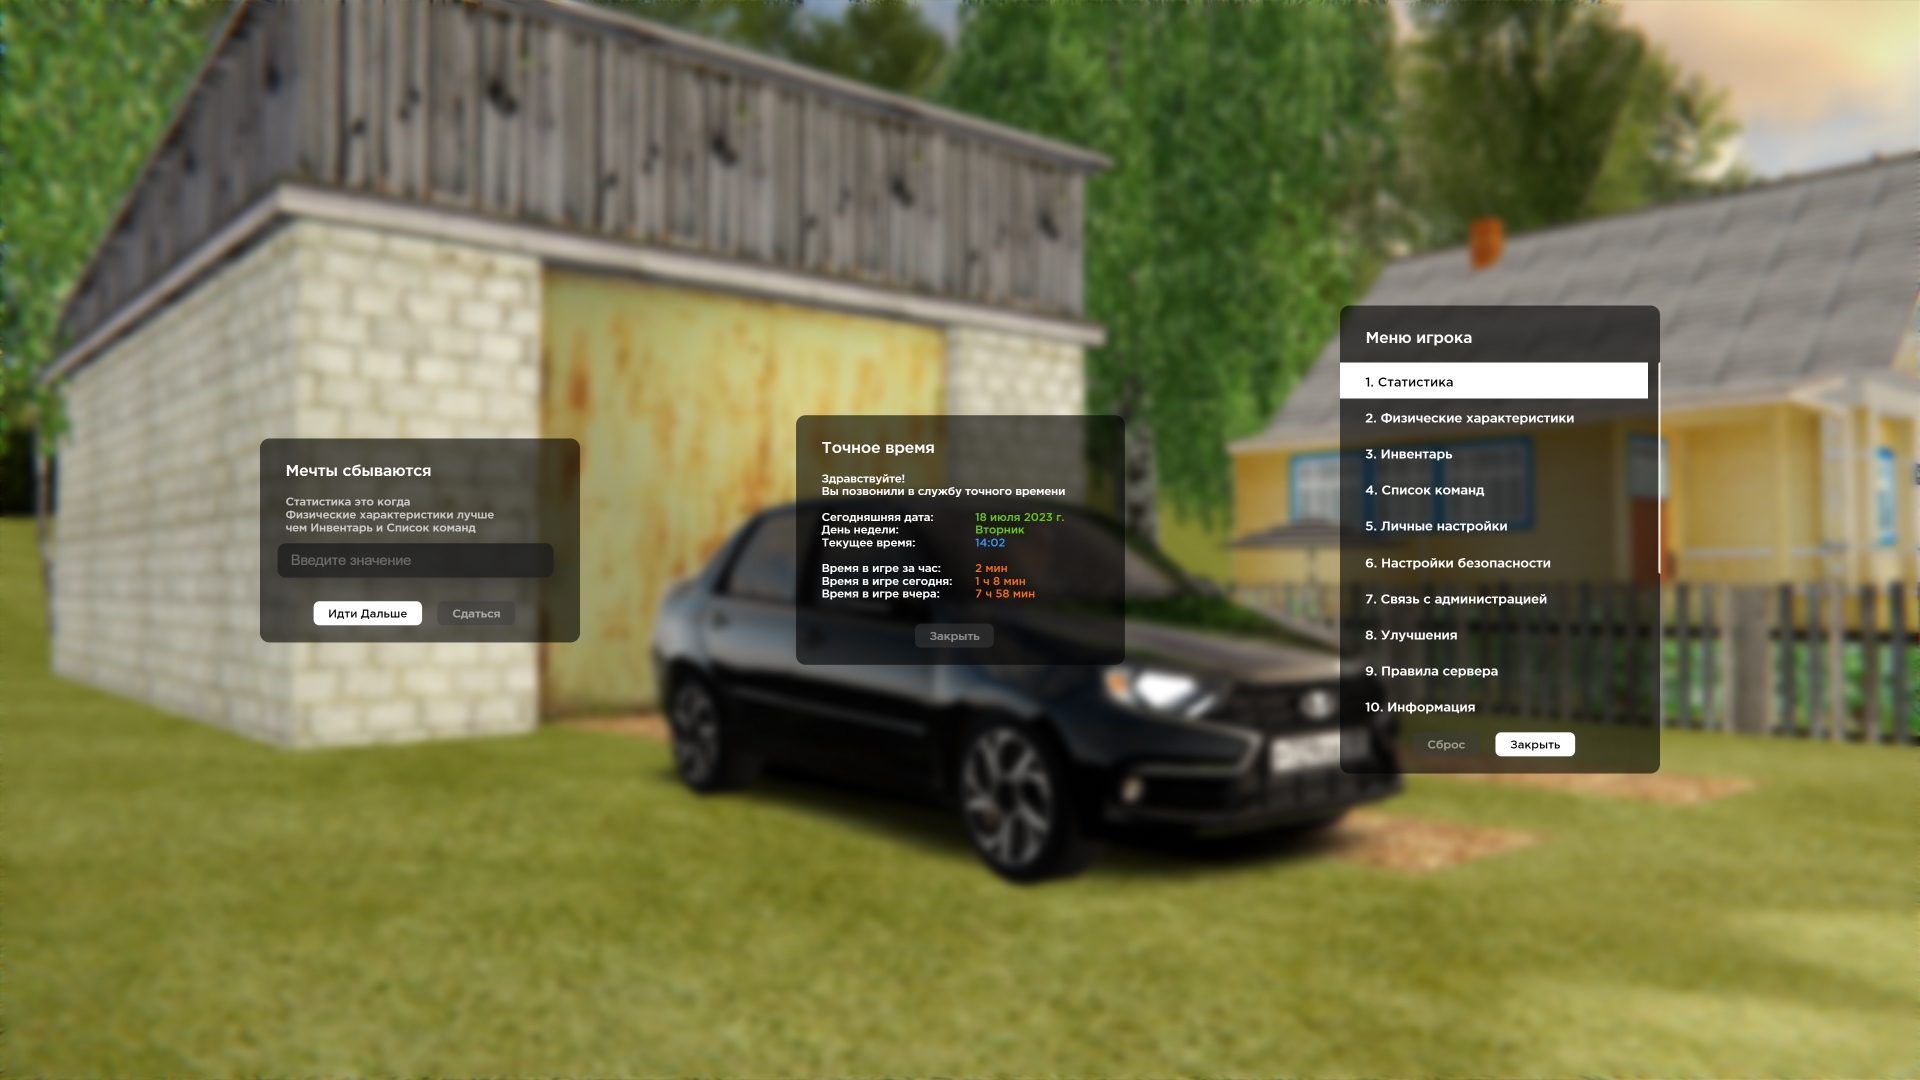 Мечты сбываются
Статистика это когда
Физические характеристики лучше
чем Инвентарь и Список команд
Введите значение
Идти Дальше
Сдаться
Точное время
Здравствуйте!
Вы позвонили в службу точного времени
Сегодняшняя дата: 18 июля 2023 г.
День недели: Вторник
Текущее время: 14:02
Время в игре за час: 2 мин
Время в игре сегодня: 1 ч 8 мин
Время в игре вчера: 7 ч 58 мин
Закрыть
Меню игрока
1. Статистика
2. Физические характеристики
3. Инвентарь
4. Список команд
5. Личные настройки
6. Настройки безопасности
7. Связь с администрацией
8. Улучшения
9. Правила сервера
10. Информация
Сброс
Закрыть